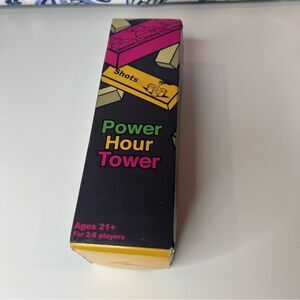 Shots
Power
Hour
Tower
Ages 21+
For 2-8 players